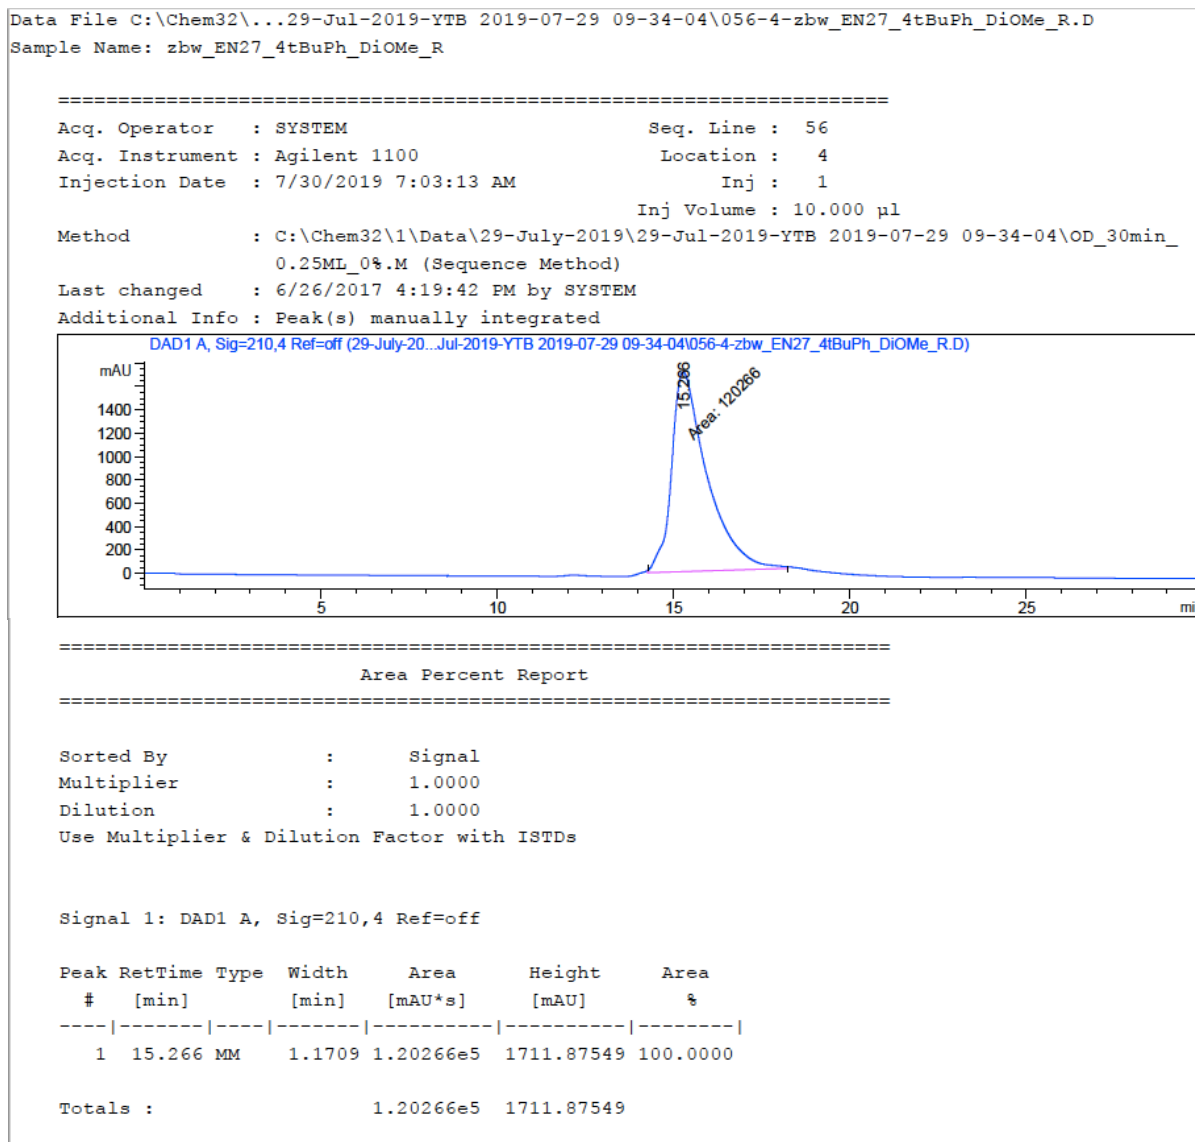 Data File C:\Chem32\...29-Jul-2019-YTB 2019-07-29 09-34-04\056-4-zbw_EN27_4tBuPh_DiOMe_R.D
Sample Name: zbw_EN27_4tBuPh_DiOMe_R
=====================================================================
Acq. Operator   : SYSTEM                         Seq. Line :  56
Acq. Instrument : Agilent 1100                    Location :   4
Injection Date  : 7/30/2019 7:03:13 AM                 Inj :   1
Inj Volume : 10.000 µl
Method          : C:\Chem32\1\Data\29-July-2019\29-Jul-2019-YTB 2019-07-29 09-34-04\OD_30min_
0.25ML_0%.M (Sequence Method)
Last changed    : 6/26/2017 4:19:42 PM by SYSTEM
Additional Info : Peak(s) manually integrated
DAD1 A, Sig=210,4 Ref=off (29-July-20...Jul-2019-YTB 2019-07-29 09-34-04\056-4-zbw_EN27_4tBuPh_DiOMe_R.D)
mAU
15.266
Area: 120266
1400
1200
1000
800
600
400
200
0
5 10 15 20 25 mi
=====================================================================
Area Percent Report
=====================================================================
Sorted By             :      Signal
Multiplier            :      1.0000
Dilution              :      1.0000
Use Multiplier & Dilution Factor with ISTDs
Signal 1: DAD1 A, Sig=210,4 Ref=off
Peak RetTime Type  Width     Area      Height     Area
#   [min]        [min]   [mAU*s]     [mAU]        %
----|-------|----|-------|----------|----------|--------|
1  15.266 MM    1.1709 1.20266e5  1711.87549 100.0000
Totals :                  1.20266e5  1711.87549